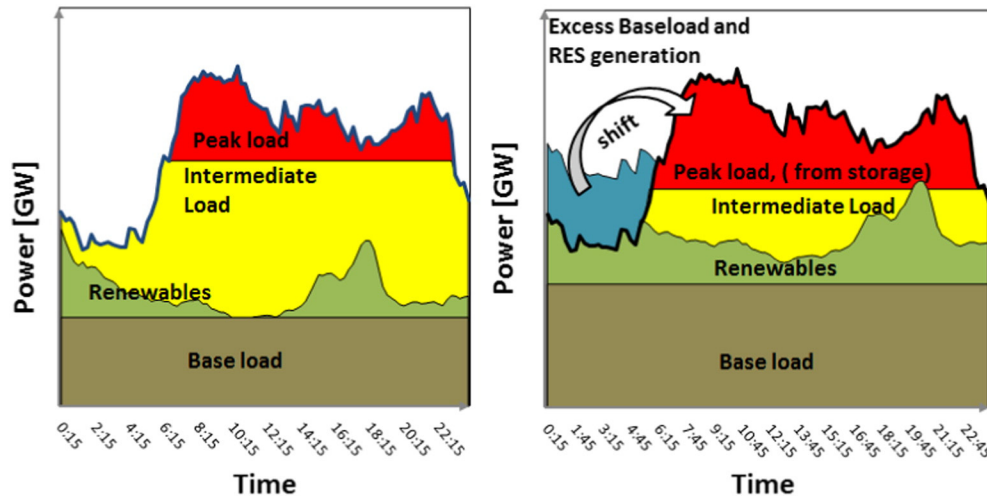 Power [GW]
Peak load
Intermediate
Load
Renewables
Base load
0:15
2:15
4:15
6:15
8:15
10:15
12:15
14:15
16:15
18:15
20:15
22:15
Time
Excess Baseload and
RES generation
shift
Power [GW]
Peak load, ( from storage)
Intermediate Load
Renewables
Base load
0:15
1:45
3:15
4:45
6:15
7:45
9:15
10:45
12:15
13:45
15:15
16:45
18:15
19:45
21:15
22:45
Time